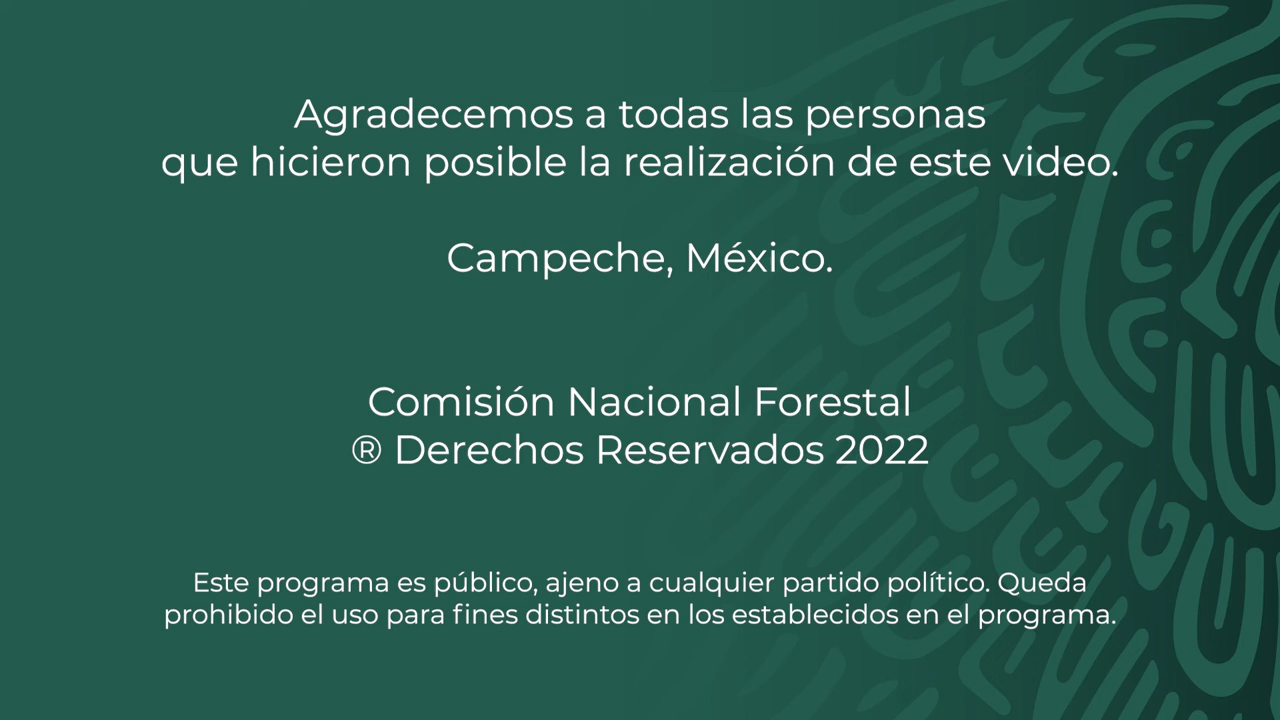 Agradecemos a todas las personas
que hicieron posible la realización de este video.
Campeche, México.
Comisión Nacional Forestal
® Derechos Reservados 2022
Este programa es público, ajeno a cualquier partido político. Queda
prohibido el uso para fines distintos en los establecidos en el programa.